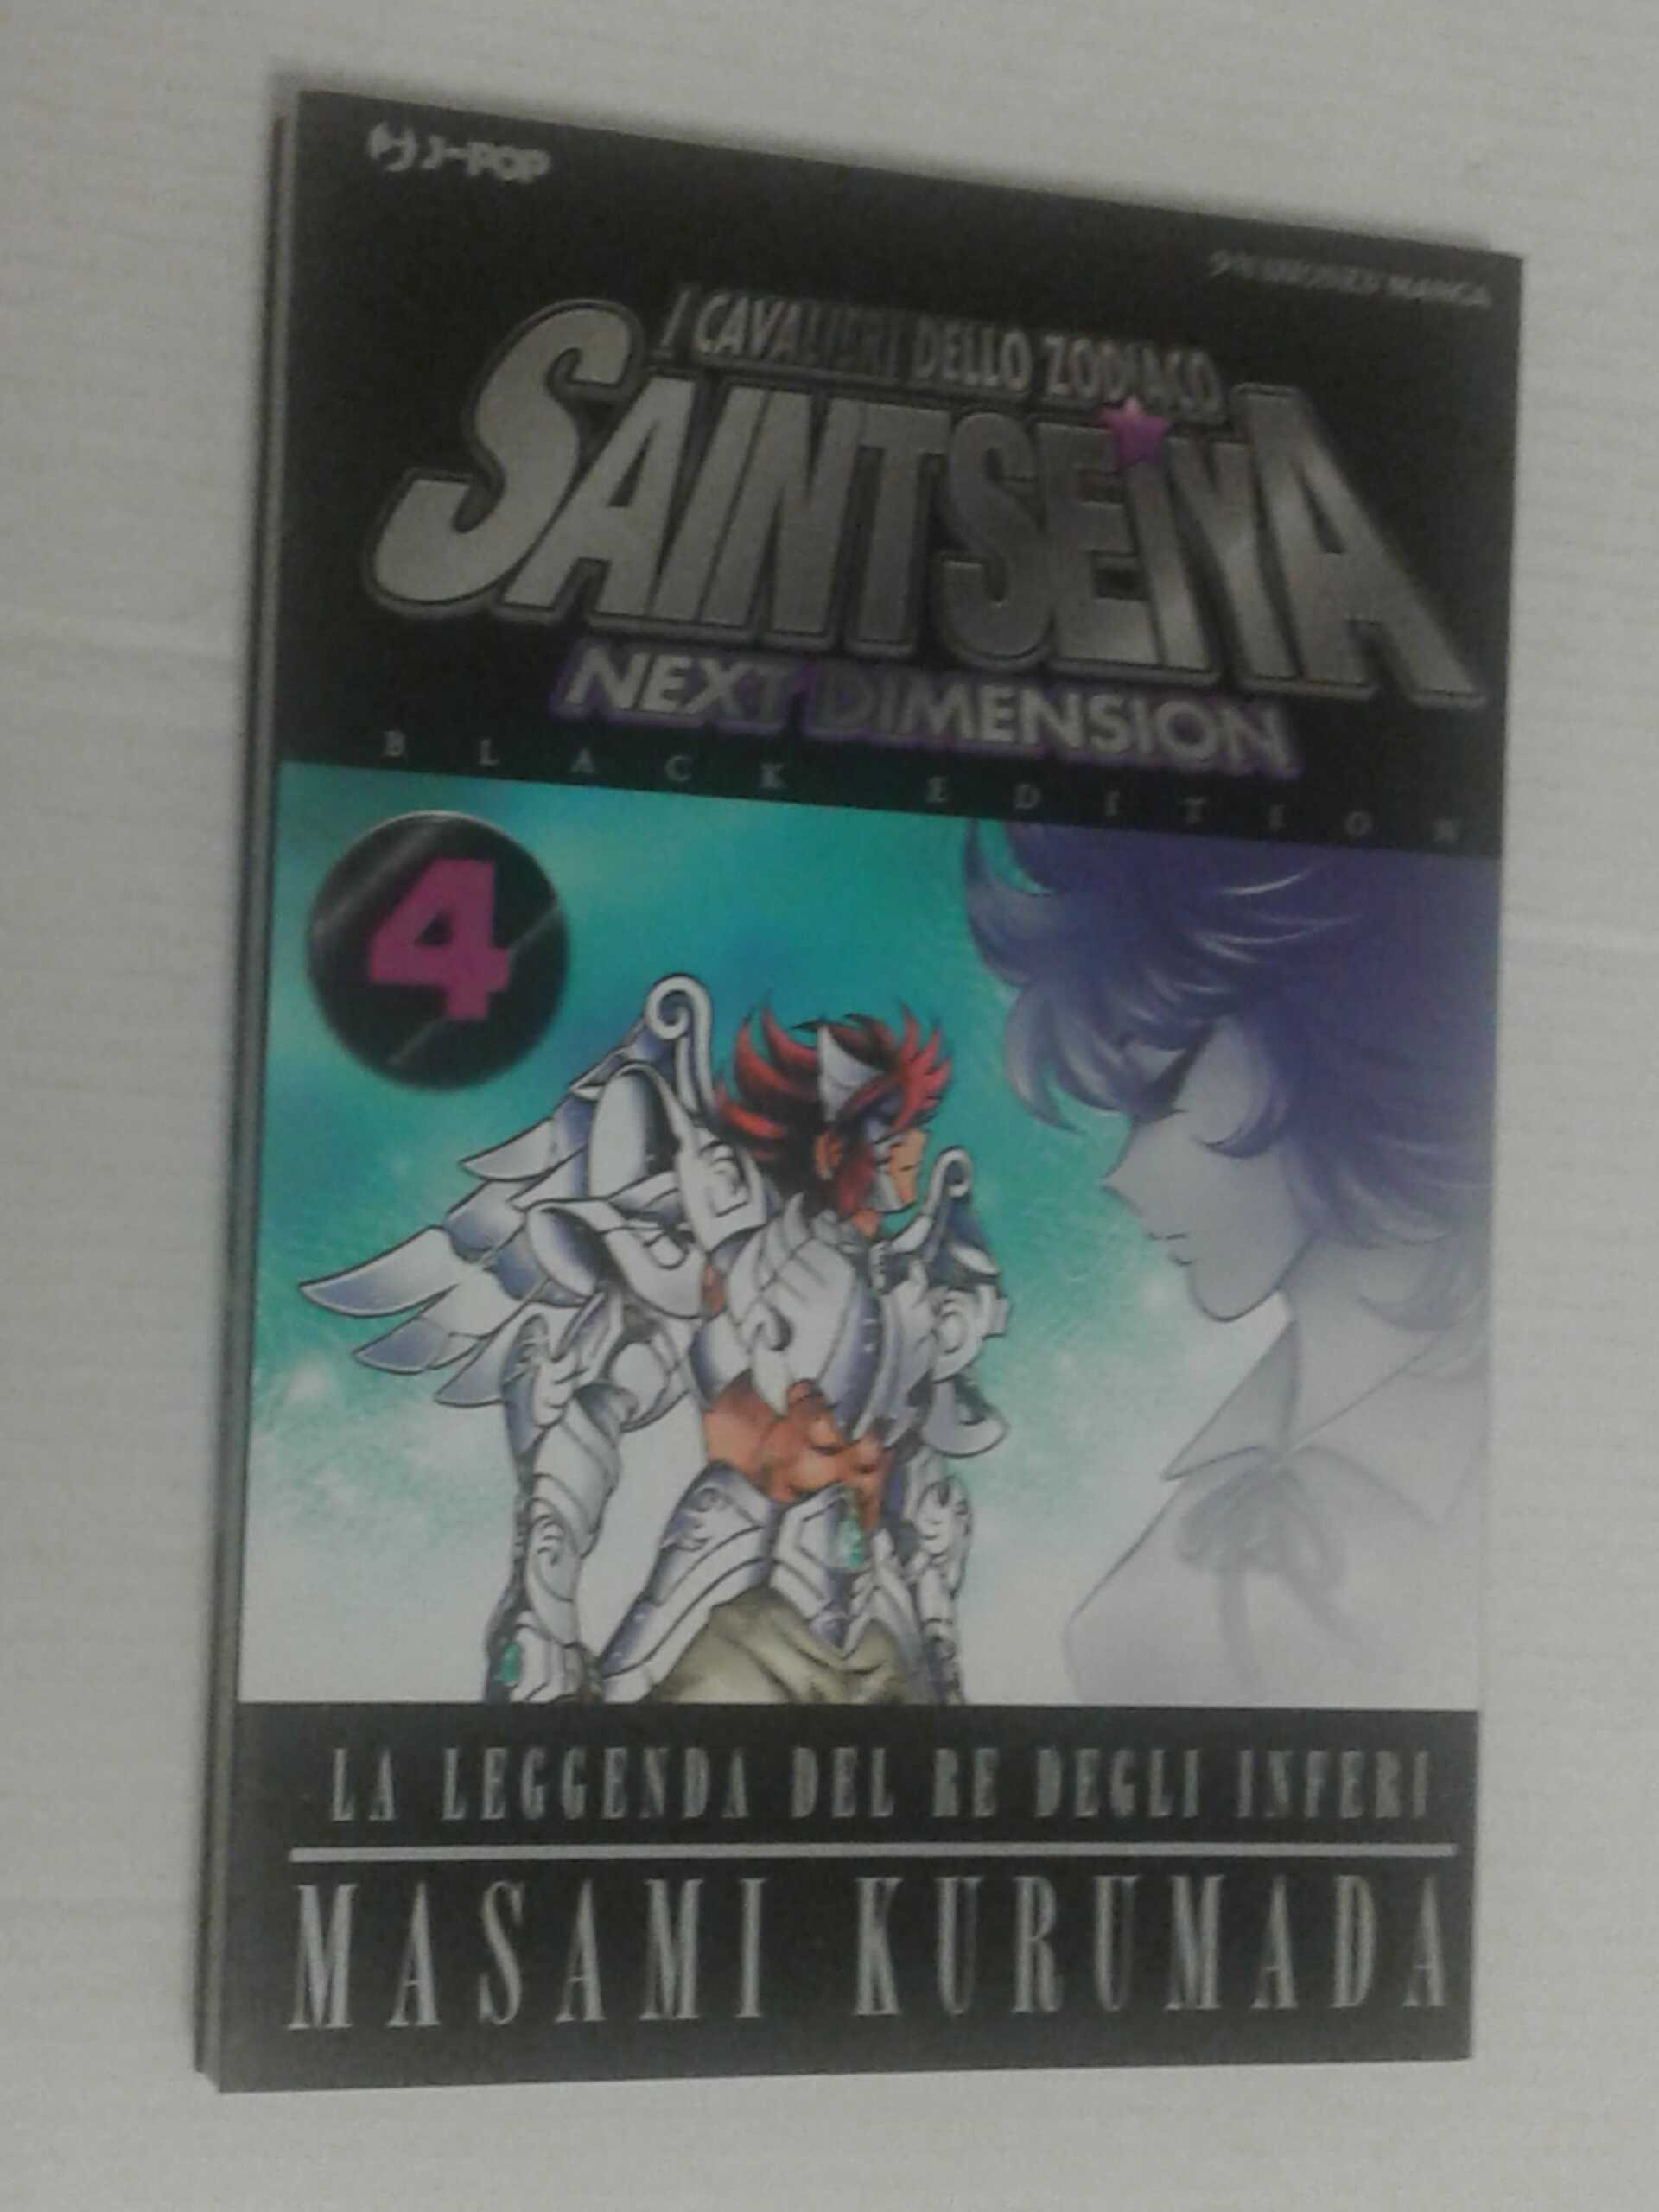 J-POP
I CAVALIERI DELLO ZODIACO
SAINT SEIYA
NEXT DIMENSION
BLACK EDITION
4
LA LEGGENDA DEL RE DEGLI INFERI
MASAMI KURUMADA